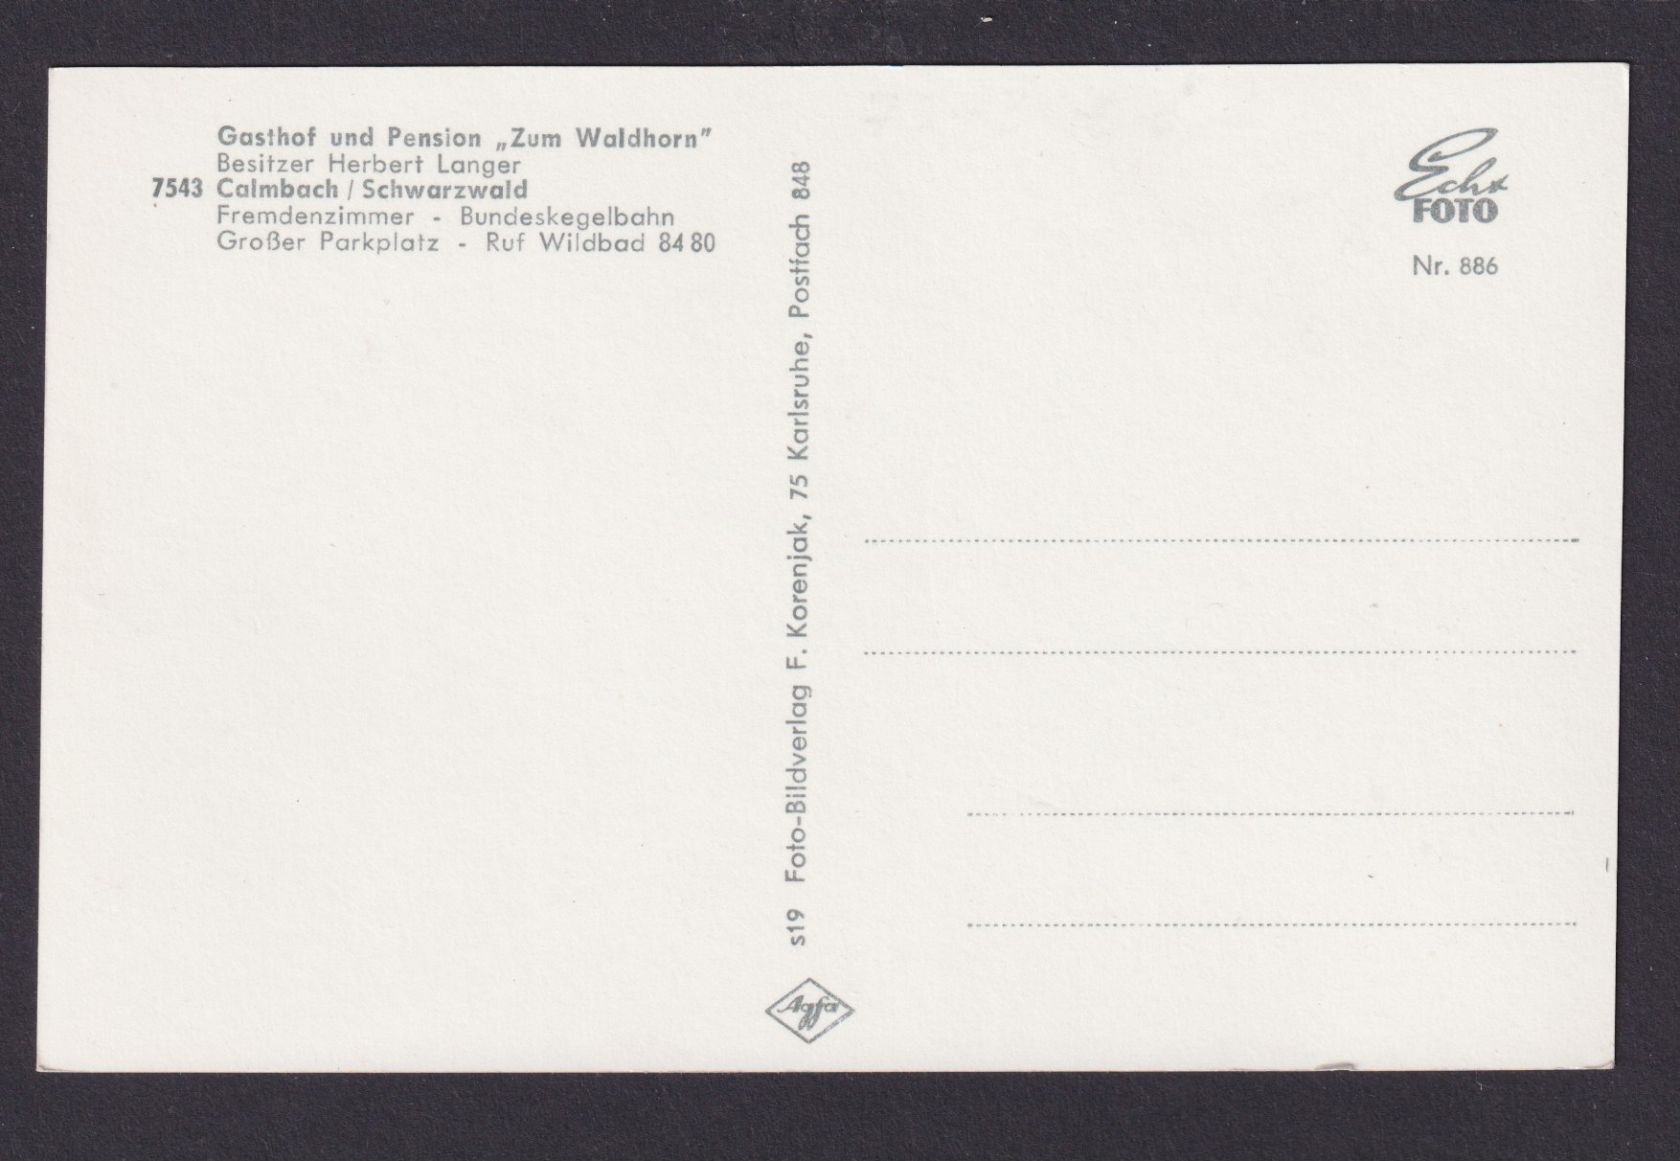 Gasthof und Pension „Zum Waldhorn"
Besitzer Herbert Langer
7543 Calmbach / Schwarzwald
Fremdenzimmer - Bundeskegelbahn
Großer Parkplatz - Ruf Wildbad 84 80
s19 Foto-Bildverlag F. Korenjak, 75 Karlsruhe, Postfach 848
Agfa
Echt
FOTO
Nr. 886